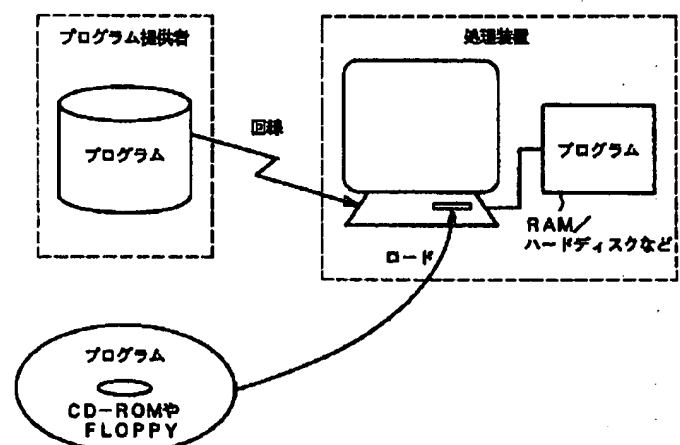 プログラム提供者
処理装置
回線
プログラム
プログラム
RAM/
ハードディスクなど
ロード
プログラム
CD-ROMや
FLOPPY